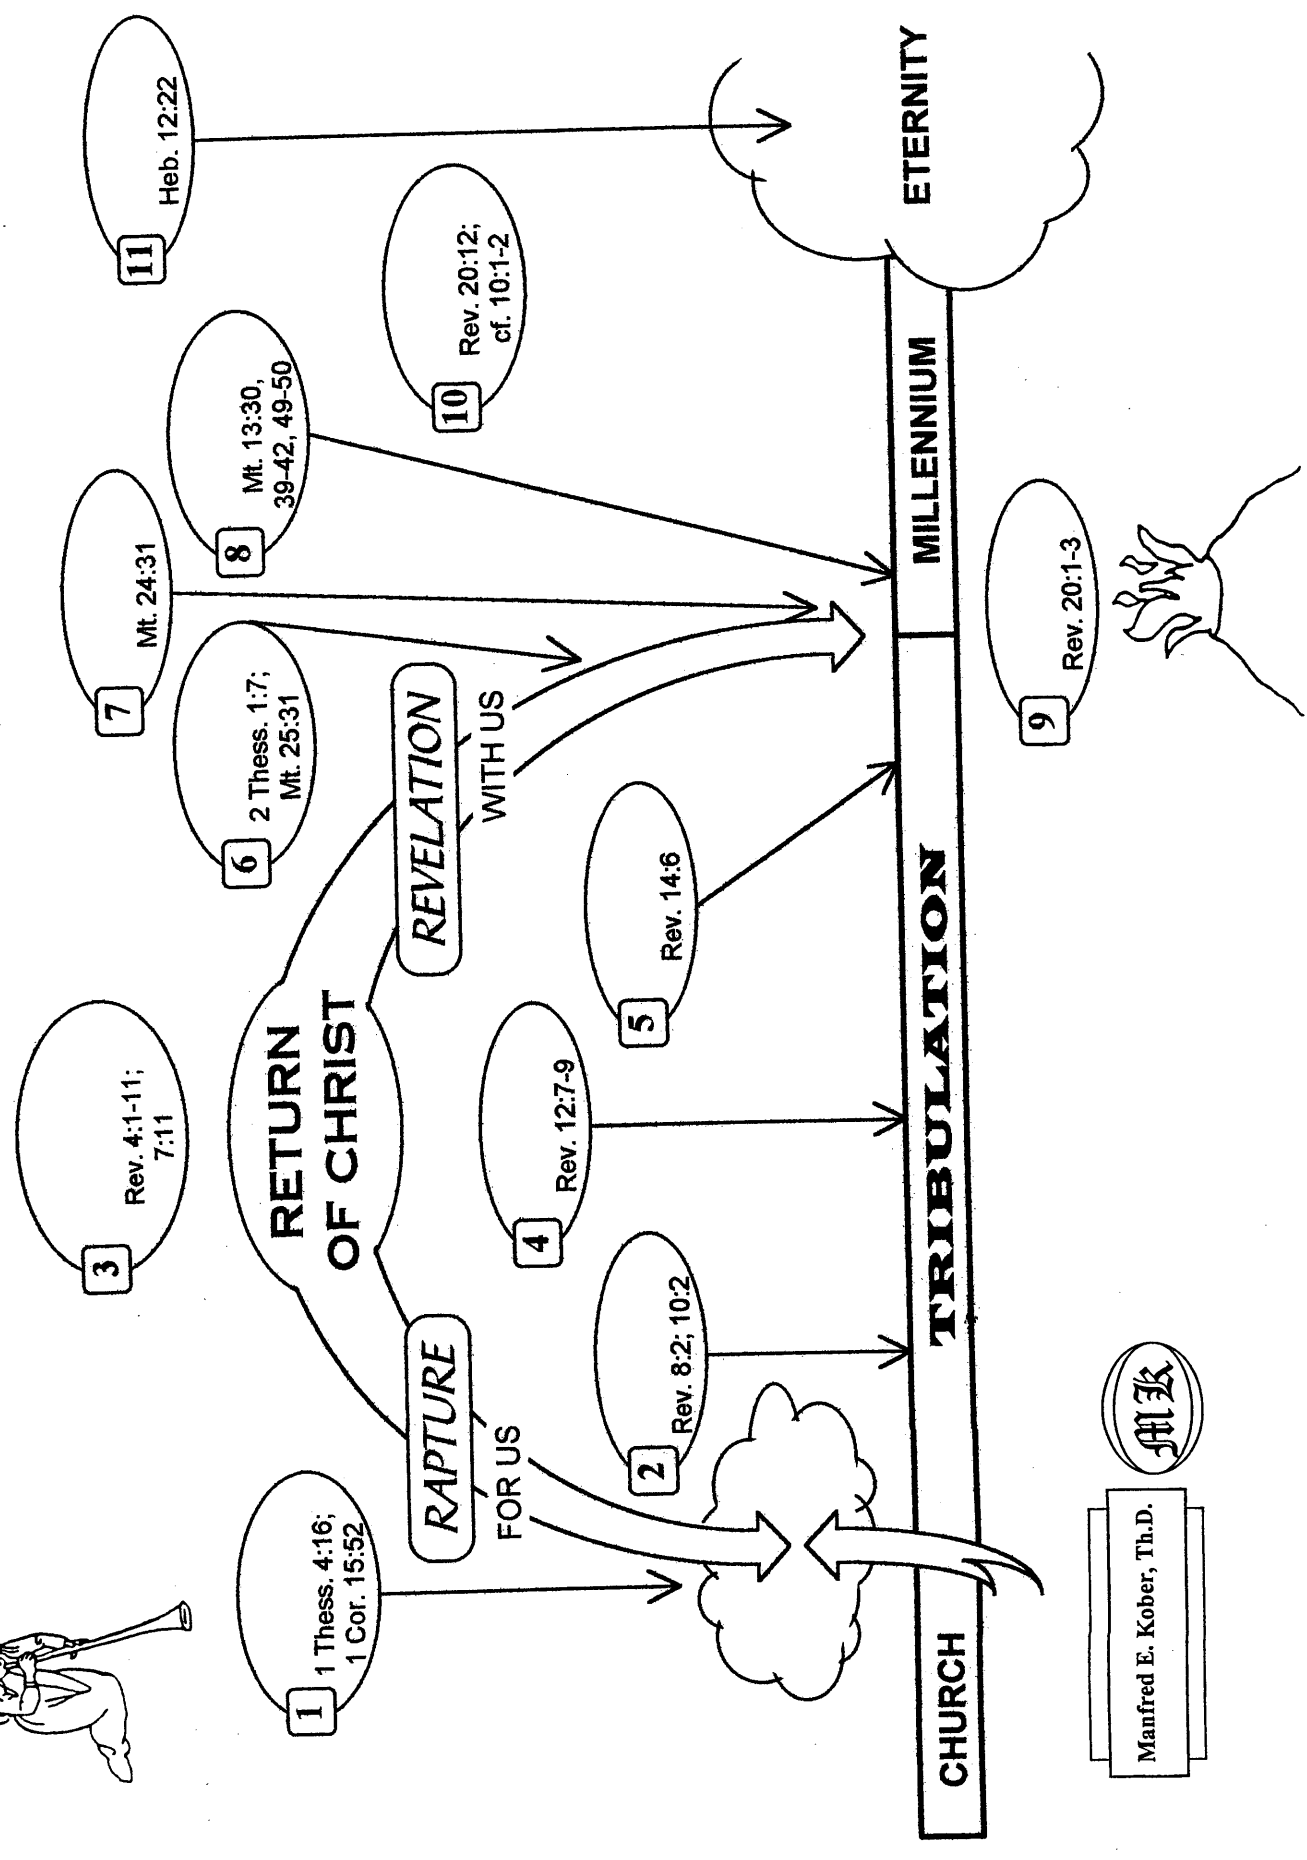 1
1 Thess. 4:16;
1 Cor. 15:52
2
Rev. 8:2; 10:2
3
Rev. 4:1-11;
7:11
4
Rev. 12:7-9
5
Rev. 14:6
6
2 Thess. 1:7;
Mt. 25:31
7
Mt. 24:31
8
Mt. 13:30,
39-42, 49-50
9
Rev. 20:1-3
10
Rev. 20:12;
cf. 10:1-2
11
Heb. 12:22
RETURN
OF CHRIST
RAPTURE
FOR US
REVELATION
WITH US
CHURCH
TRIBULATION
MILLENNIUM
ETERNITY
Manfred E. Kober, Th.D.
MK